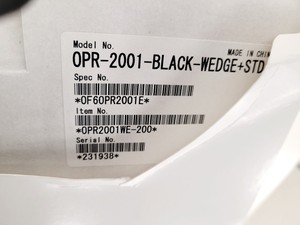 Model No.
MADE IN CHIN
OPR-2001-BLACK-WEDGE+STD
Spec No.
*OF6OPR2001E*
Item No.
*OPR2001WE-200*
Serial No.
*231938*